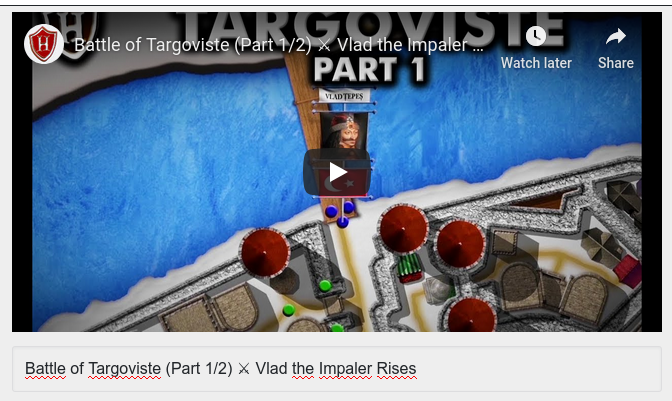 TARGOVISTE
Battle of Targoviste (Part 1/2) ⚔ Vlad the Impaler ...
Watch later
Share
PART 1
VLAD ȚEPEȘ
H
Battle of Targoviste (Part 1/2) ⚔ Vlad the Impaler Rises